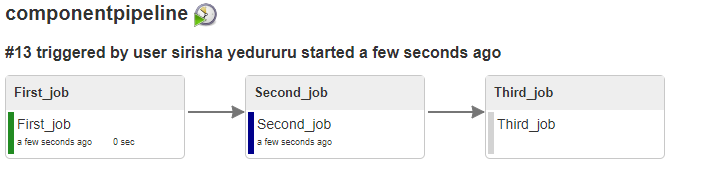 componentpipeline
#13 triggered by user sirisha yedururu started a few seconds ago
First_job
First_job
a few seconds ago 0 sec
Second_job
Second_job
a few seconds ago
Third_job
Third_job